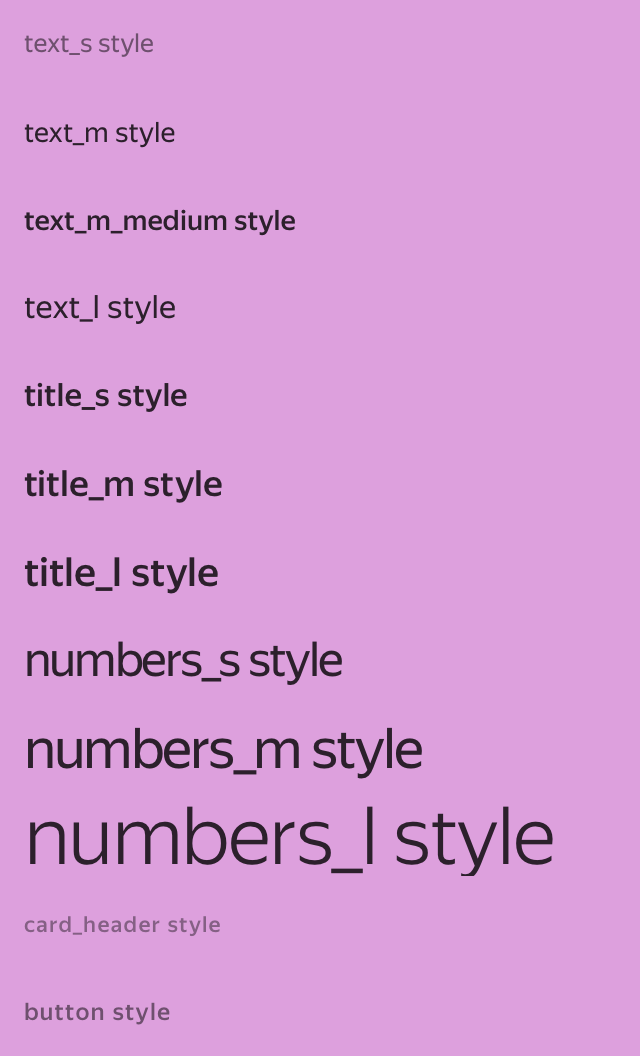 text_s style
text_m style
text_m_medium style
text_l style
title_s style
title_m style
title_l style
numbers_s style
numbers_m style
numbers_l style
card_header style
button style